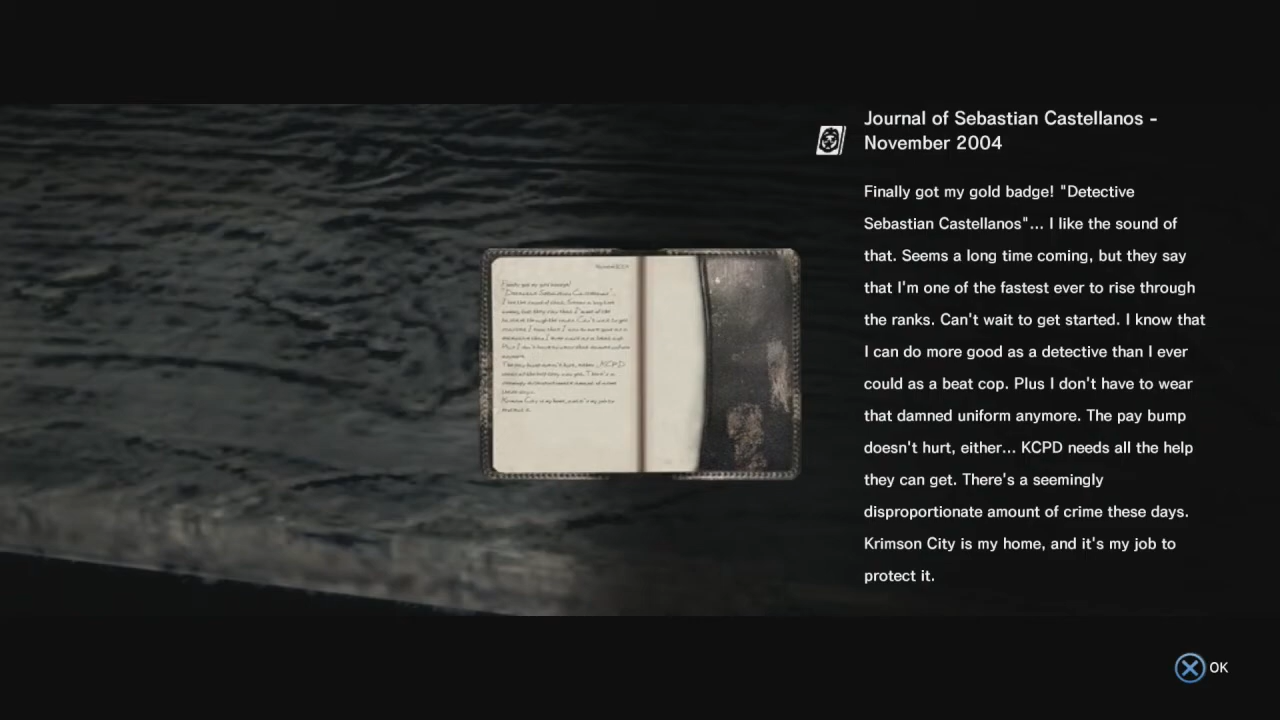 Journal of Sebastian Castellanos -
November 2004
Finally got my gold badge! "Detective
Sebastian Castellanos"... I like the sound of
that. Seems a long time coming, but they say
that I'm one of the fastest ever to rise through
the ranks. Can't wait to get started. I know that
I can do more good as a detective than I ever
could as a beat cop. Plus I don't have to wear
that damned uniform anymore. The pay bump
doesn't hurt, either... KCPD needs all the help
they can get. There's a seemingly
disproportionate amount of crime these days.
Krimson City is my home, and it's my job to
protect it.
OK